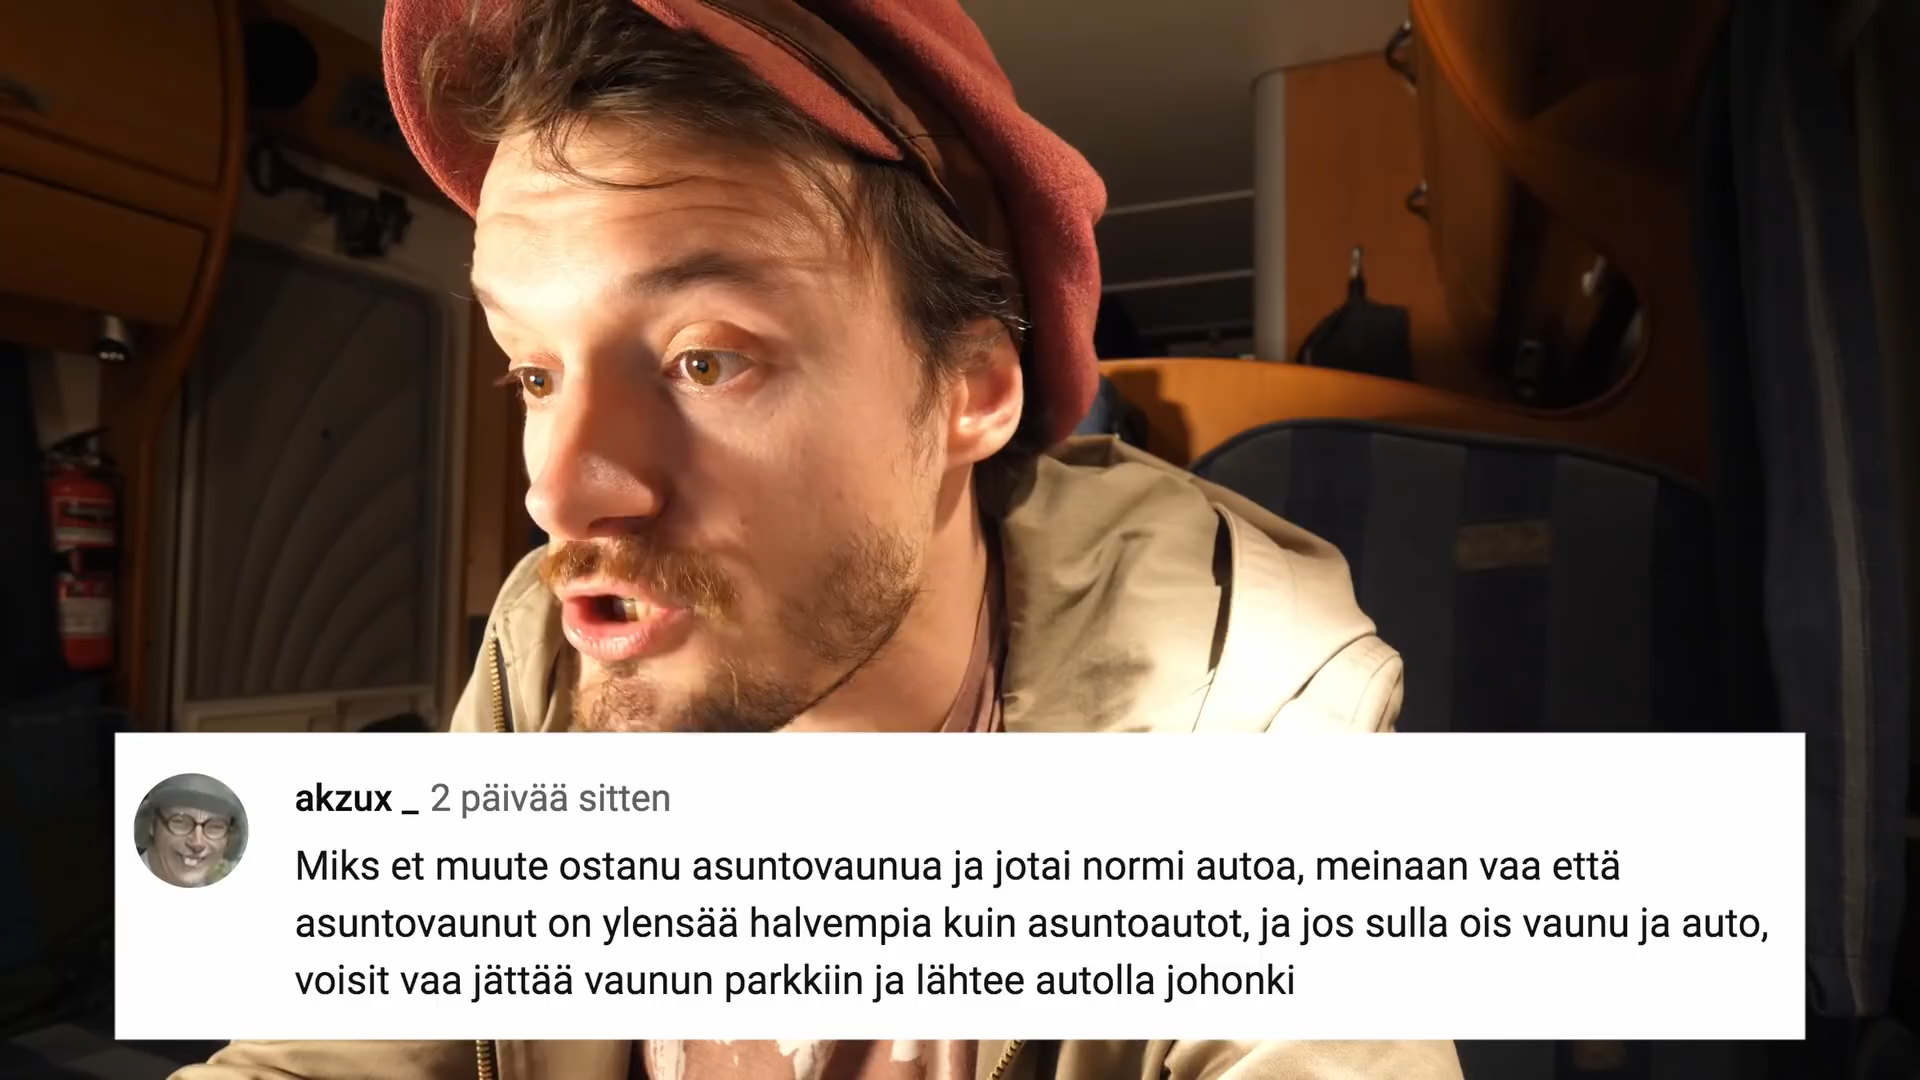 akzux _ 2 päivää sitten
Miks et muute ostanu asuntovaunua ja jotai normi autoa, meinaan vaa että
asuntovaunut on ylensää halvempia kuin asuntoautot, ja jos sulla ois vaunu ja auto,
voisit vaa jättää vaunun parkkiin ja lähtee autolla johonki